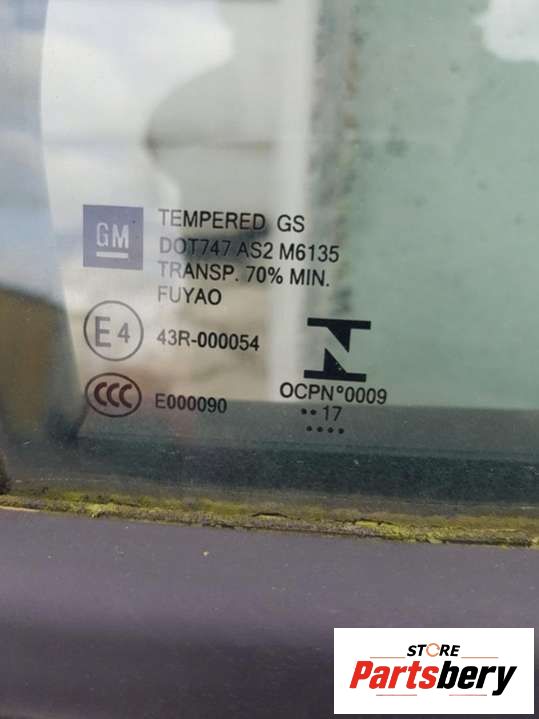 GM
TEMPERED GS
DOT747 AS2 M6135
TRANSP. 70% MIN.
FUYAO
E4
43R-000054
CCC
E000090
N
OCPN°0009
•• 17
••••
STORE
Partsbery